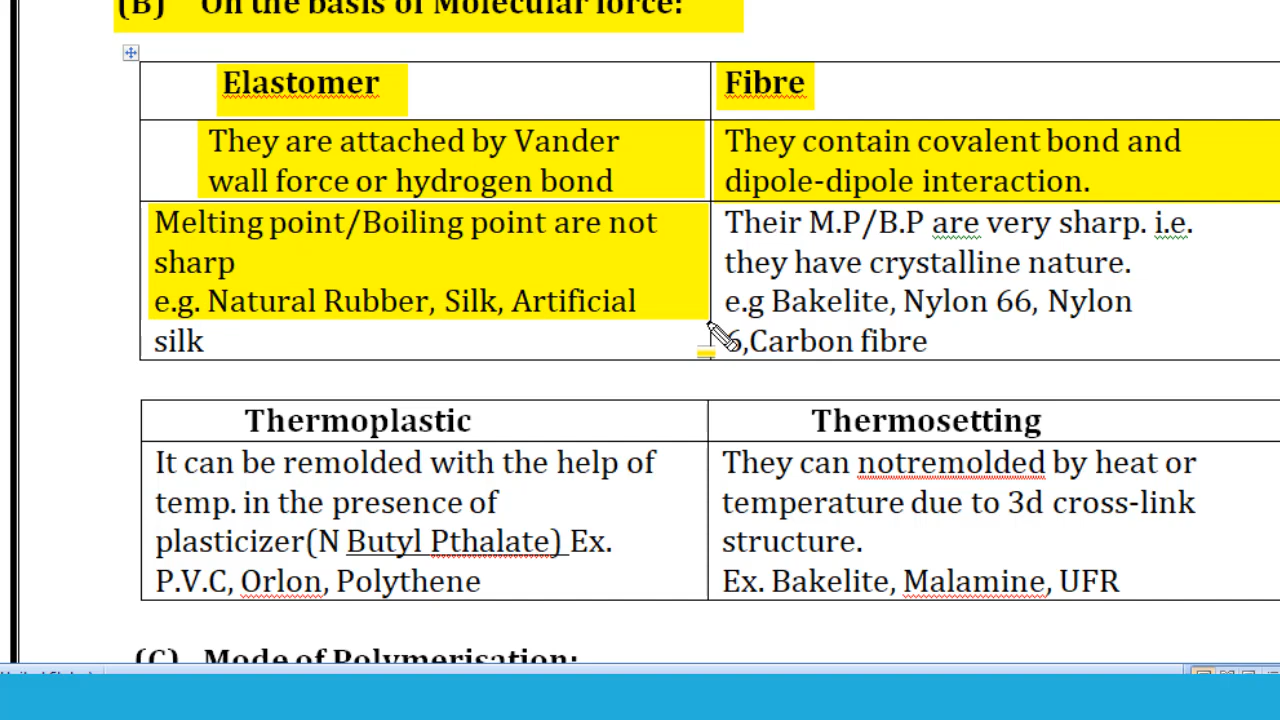 (B) On the basis of Molecular force:
Elastomer
Fibre
They are attached by Vander
wall force or hydrogen bond
They contain covalent bond and
dipole-dipole interaction.
Melting point/Boiling point are not
sharp
e.g. Natural Rubber, Silk, Artificial
silk
Their M.P/B.P are very sharp. i.e.
they have crystalline nature.
e.g Bakelite, Nylon 66, Nylon
6,Carbon fibre
Thermoplastic
Thermosetting
It can be remolded with the help of
temp. in the presence of
plasticizer(N Butyl Pthalate) Ex.
P.V.C, Orlon, Polythene
They can notremolded by heat or
temperature due to 3d cross-link
structure.
Ex. Bakelite, Malamine, UFR
(C) Mode of Polymerisation: